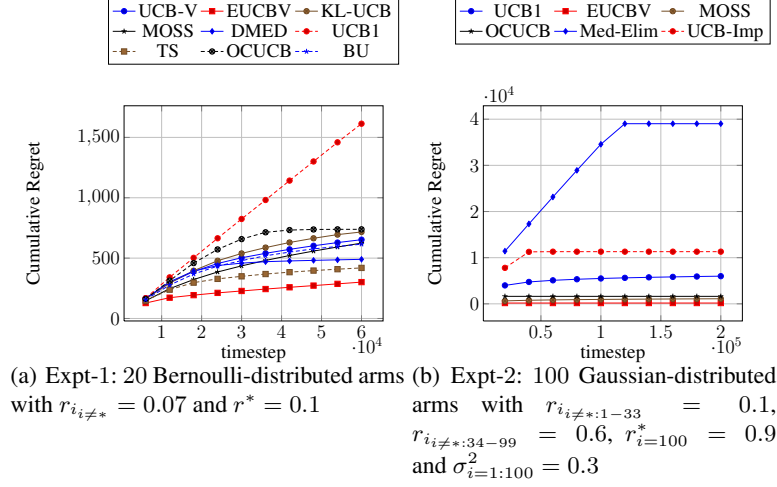 UCB-V EUCBV KL-UCB
MOSS DMED UCB1
TS OCUCB BU
Cumulative Regret
1,500
1,000
500
0
1 2 3 4 5 6
timestep
·10^4
(a) Expt-1: 20 Bernoulli-distributed arms
with r_{i_{i≠*}} = 0.07 and r^* = 0.1
UCB1 EUCBV MOSS
OCUCB Med-Elim UCB-Imp
·10^4
Cumulative Regret
4
3
2
1
0
0.5 1 1.5 2
timestep
·10^5
(b) Expt-2: 100 Gaussian-distributed
arms with r_{i_{i≠*:1−33}} = 0.1,
r_{i_{i≠*:34−99}} = 0.6, r^*_{i=100} = 0.9
and σ^2_{i=1:100} = 0.3